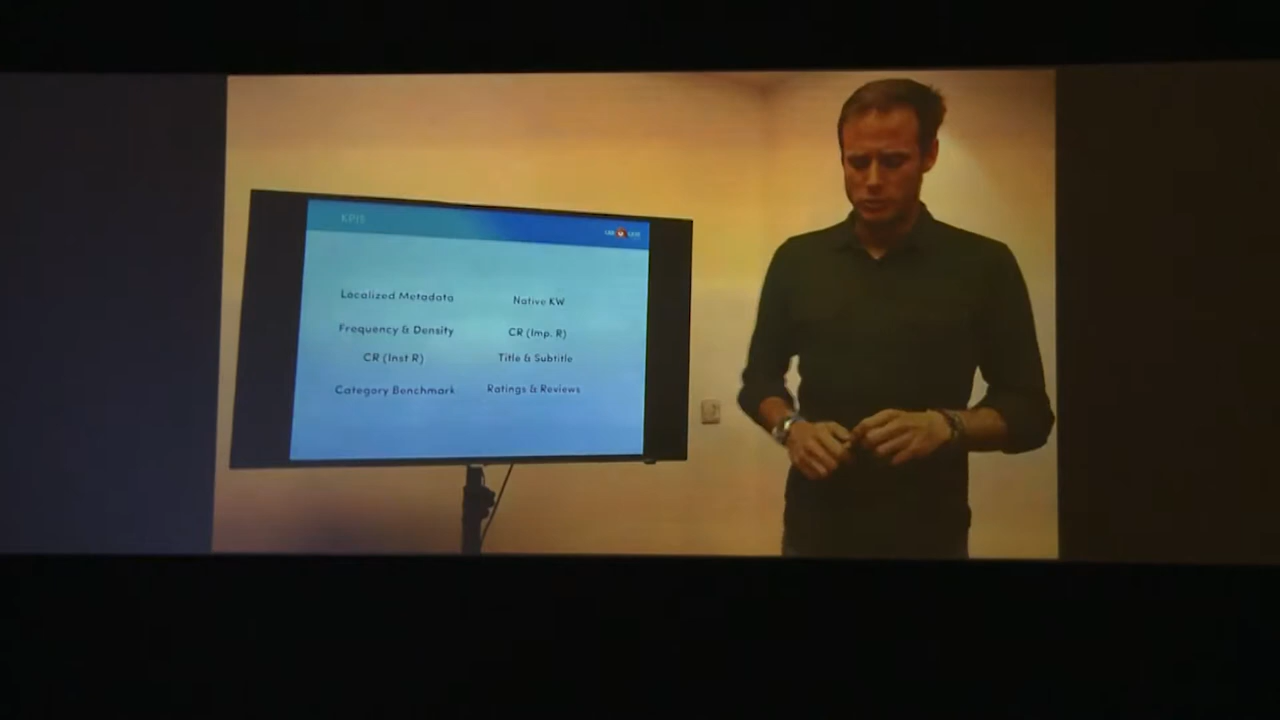 KPIS
Localized Metadata
Native KW
Frequency & Density
CR (Imp. R)
CR (Inst R)
Title & Subtitle
Category Benchmark
Ratings & Reviews